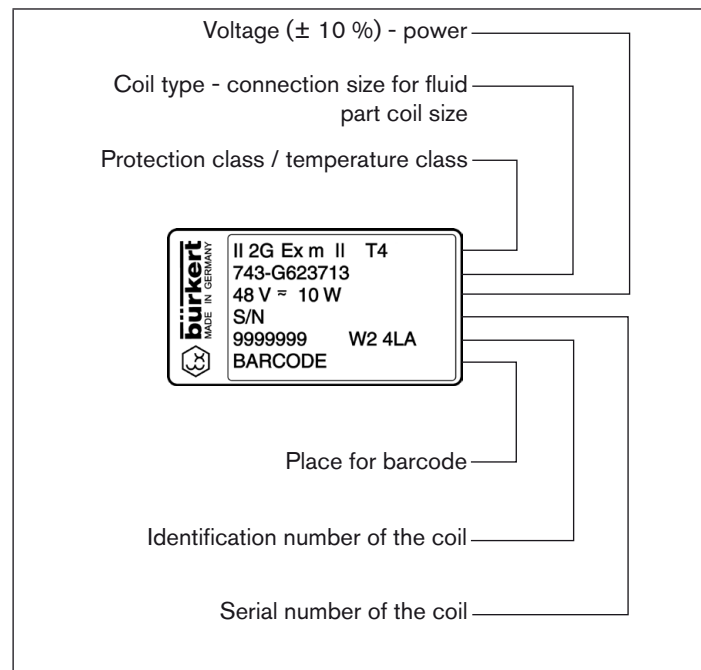 Voltage (± 10 %) - power
Coil type - connection size for fluid
part coil size
Protection class / temperature class
bürkert
MADE IN GERMANY
εx
II 2G Ex m II T4
743-G623713
48 V ≂ 10 W
S/N
9999999 W2 4LA
BARCODE
Place for barcode
Identification number of the coil
Serial number of the coil